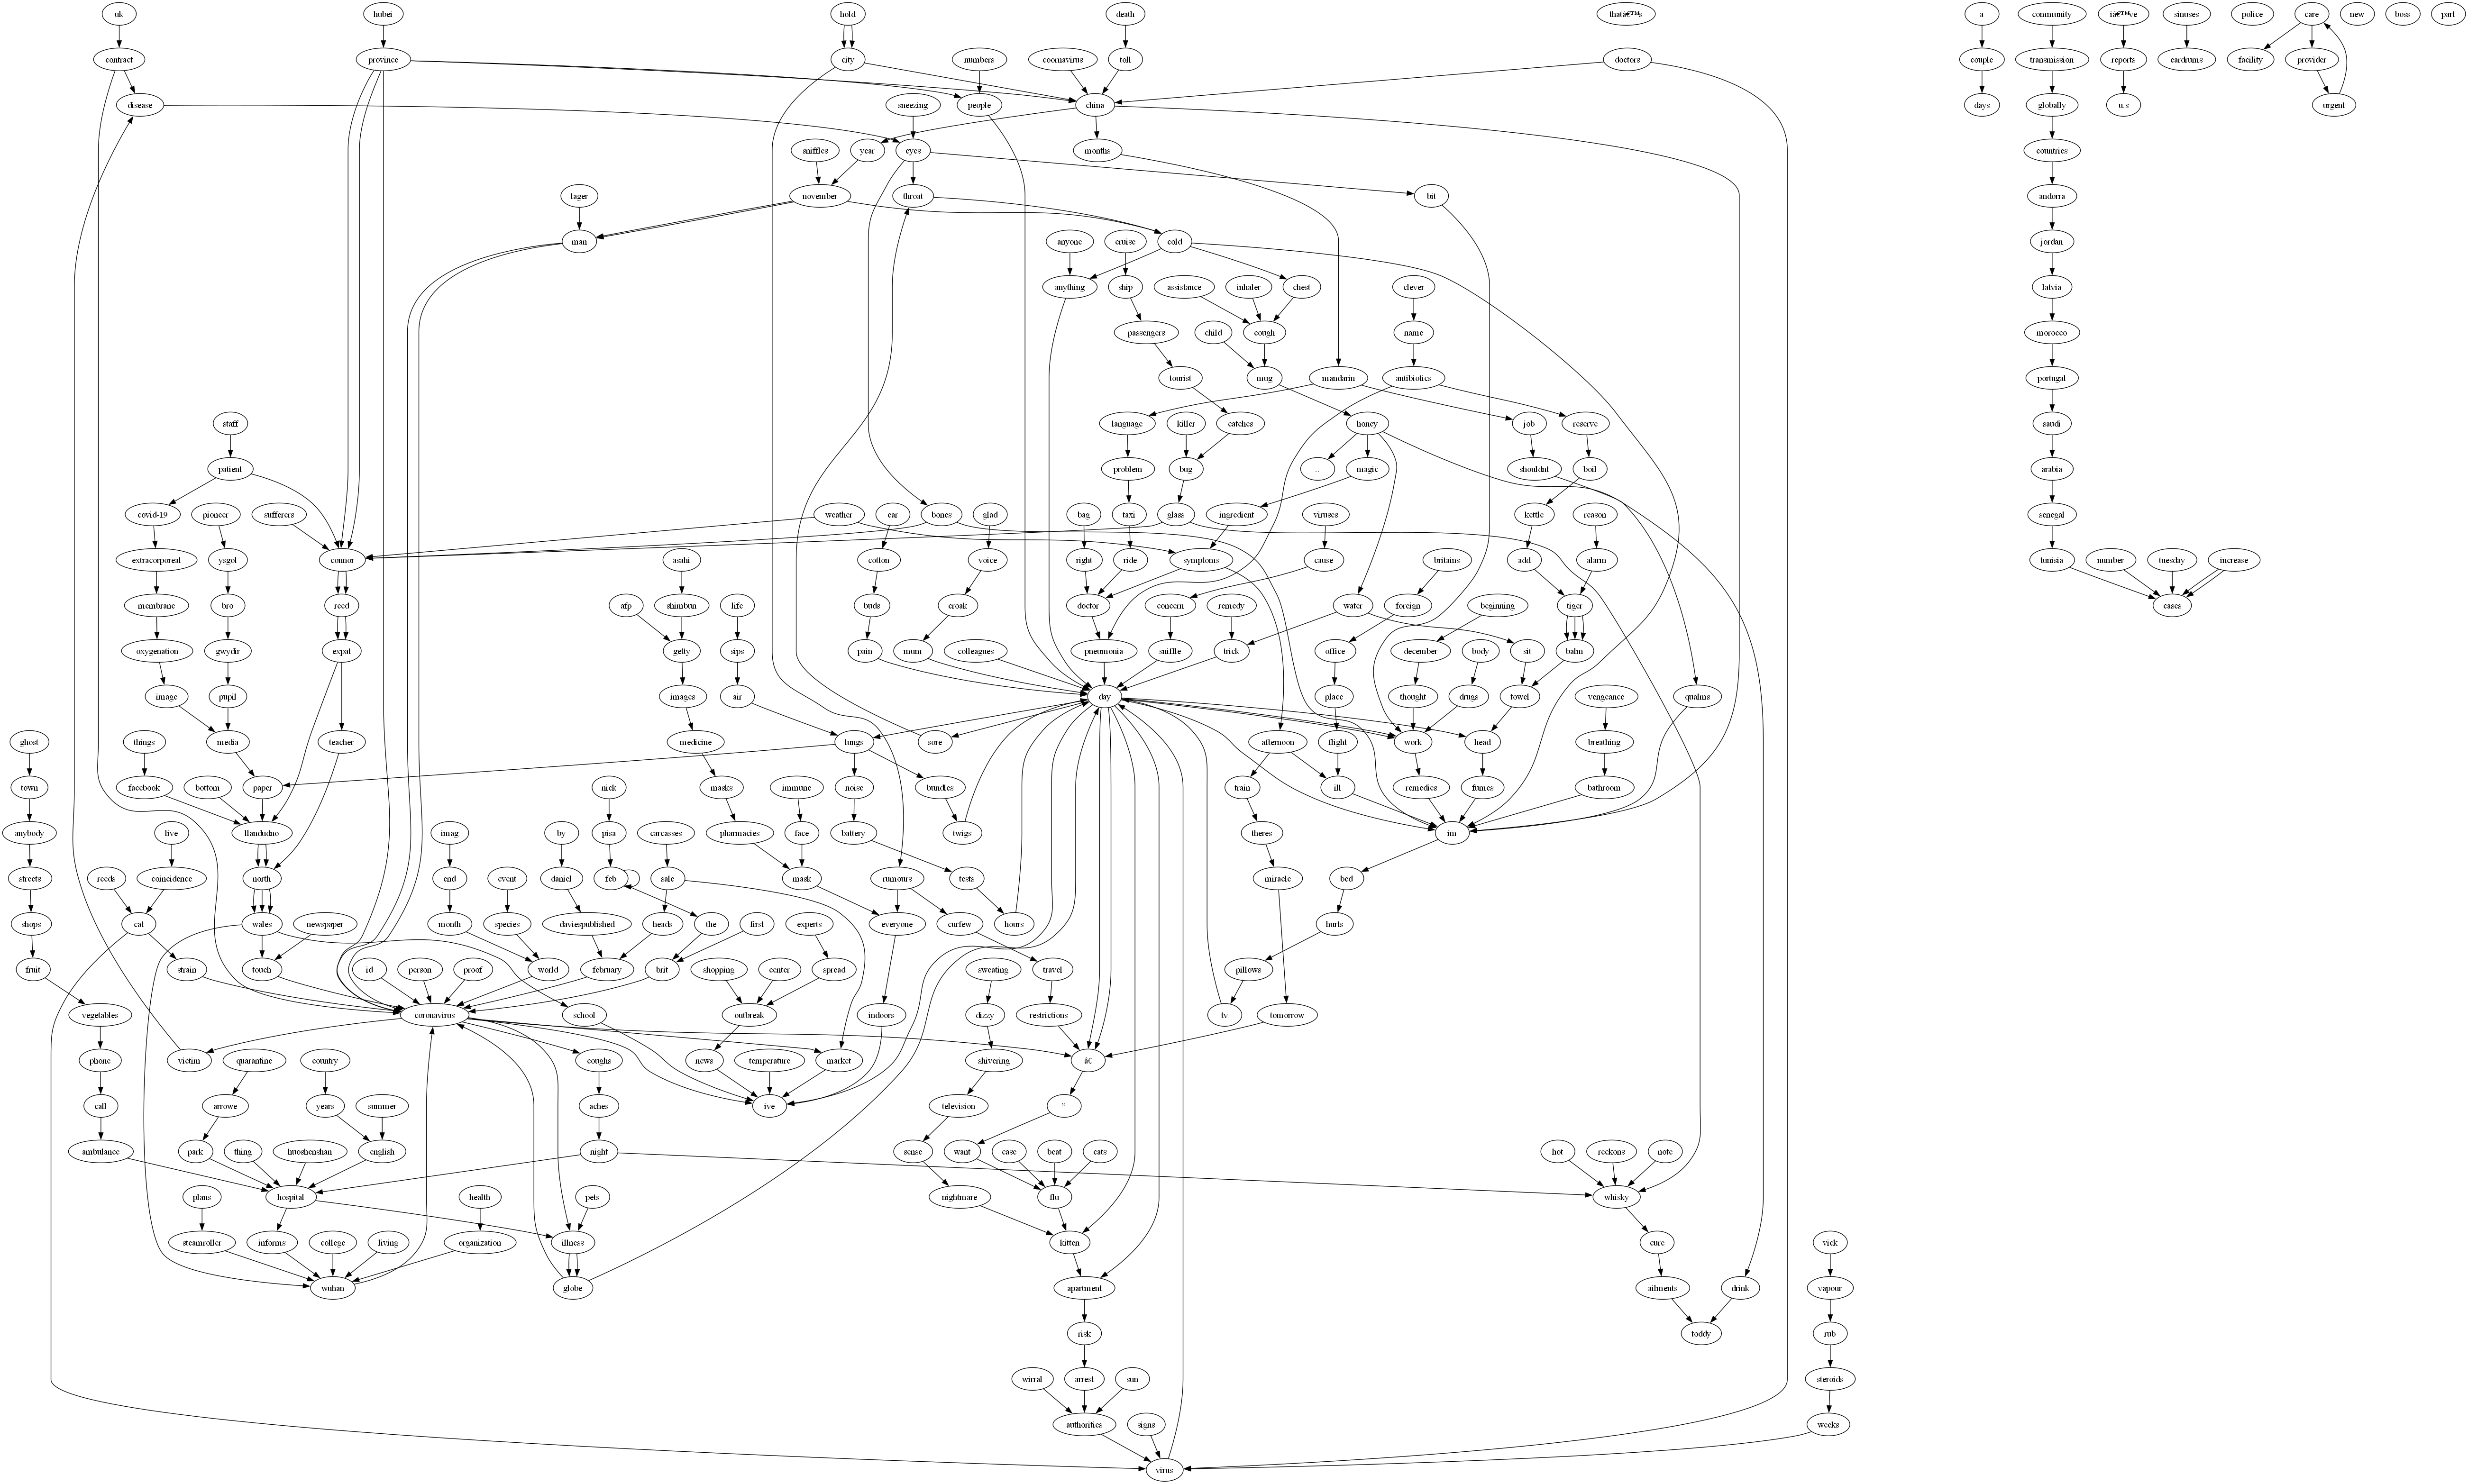 uk
hubei
hold
death
thatâ€™s
a
community
iâ€™ve
sinuses
police
care
new
boss
part
contract
province
city
numbers
coornavirus
toll
doctors
couple
transmission
reports
eardrums
facility
provider
disease
sneezing
people
china
days
globally
u.s
urgent
sniffles
year
eyes
months
countries
lager
november
throat
bit
andorra
man
anyone
cruise
cold
jordan
anything
ship
assistance
inhaler
chest
clever
latvia
passengers
child
cough
name
morocco
tourist
mug
mandarin
antibiotics
portugal
staff
language
killer
catches
honey
job
reserve
saudi
patient
problem
bug
..
magic
shouldnt
boil
arabia
covid-19
pioneer
sufferers
weather
ear
bones
glad
bag
taxi
glass
ingredient
viruses
kettle
reason
senegal
extracorporeal
ysgol
connor
asahi
cotton
voice
right
ride
symptoms
cause
britains
add
alarm
tunisia
number
tuesday
increase
membrane
bro
reed
afp
shimbun
life
buds
croak
doctor
concern
remedy
water
foreign
beginning
tiger
cases
oxygenation
gwydir
expat
getty
sips
pain
mum
colleagues
pneumonia
sniffle
trick
office
december
body
sit
balm
image
pupil
images
air
day
place
thought
drugs
towel
qualms
vengeance
ghost
things
media
teacher
medicine
lungs
sore
afternoon
flight
work
head
breathing
town
facebook
bottom
paper
nick
masks
immune
noise
bundles
train
ill
remedies
fumes
bathroom
anybody
live
llandudno
imag
by
pisa
carcasses
pharmacies
face
battery
twigs
theres
im
streets
reeds
coincidence
north
end
event
daniel
feb
sale
mask
rumours
tests
miracle
bed
shops
cat
wales
newspaper
month
species
daviespublished
heads
the
first
experts
everyone
curfew
hours
hurts
fruit
strain
touch
id
person
proof
world
february
brit
shopping
center
spread
travel
sweating
pillows
vegetables
coronavirus
school
outbreak
indoors
dizzy
restrictions
tv
tomorrow
phone
victim
quarantine
country
coughs
news
temperature
market
shivering
â€
call
arrowe
years
summer
aches
ive
television
“
ambulance
park
thing
huoshenshan
english
night
sense
want
case
beat
cats
hot
reckons
note
plans
hospital
health
pets
nightmare
flu
whisky
steamroller
informs
college
living
organization
illness
kitten
cure
vick
wuhan
globe
apartment
ailments
drink
vapour
risk
toddy
rub
wirral
arrest
sun
steroids
authorities
signs
weeks
virus